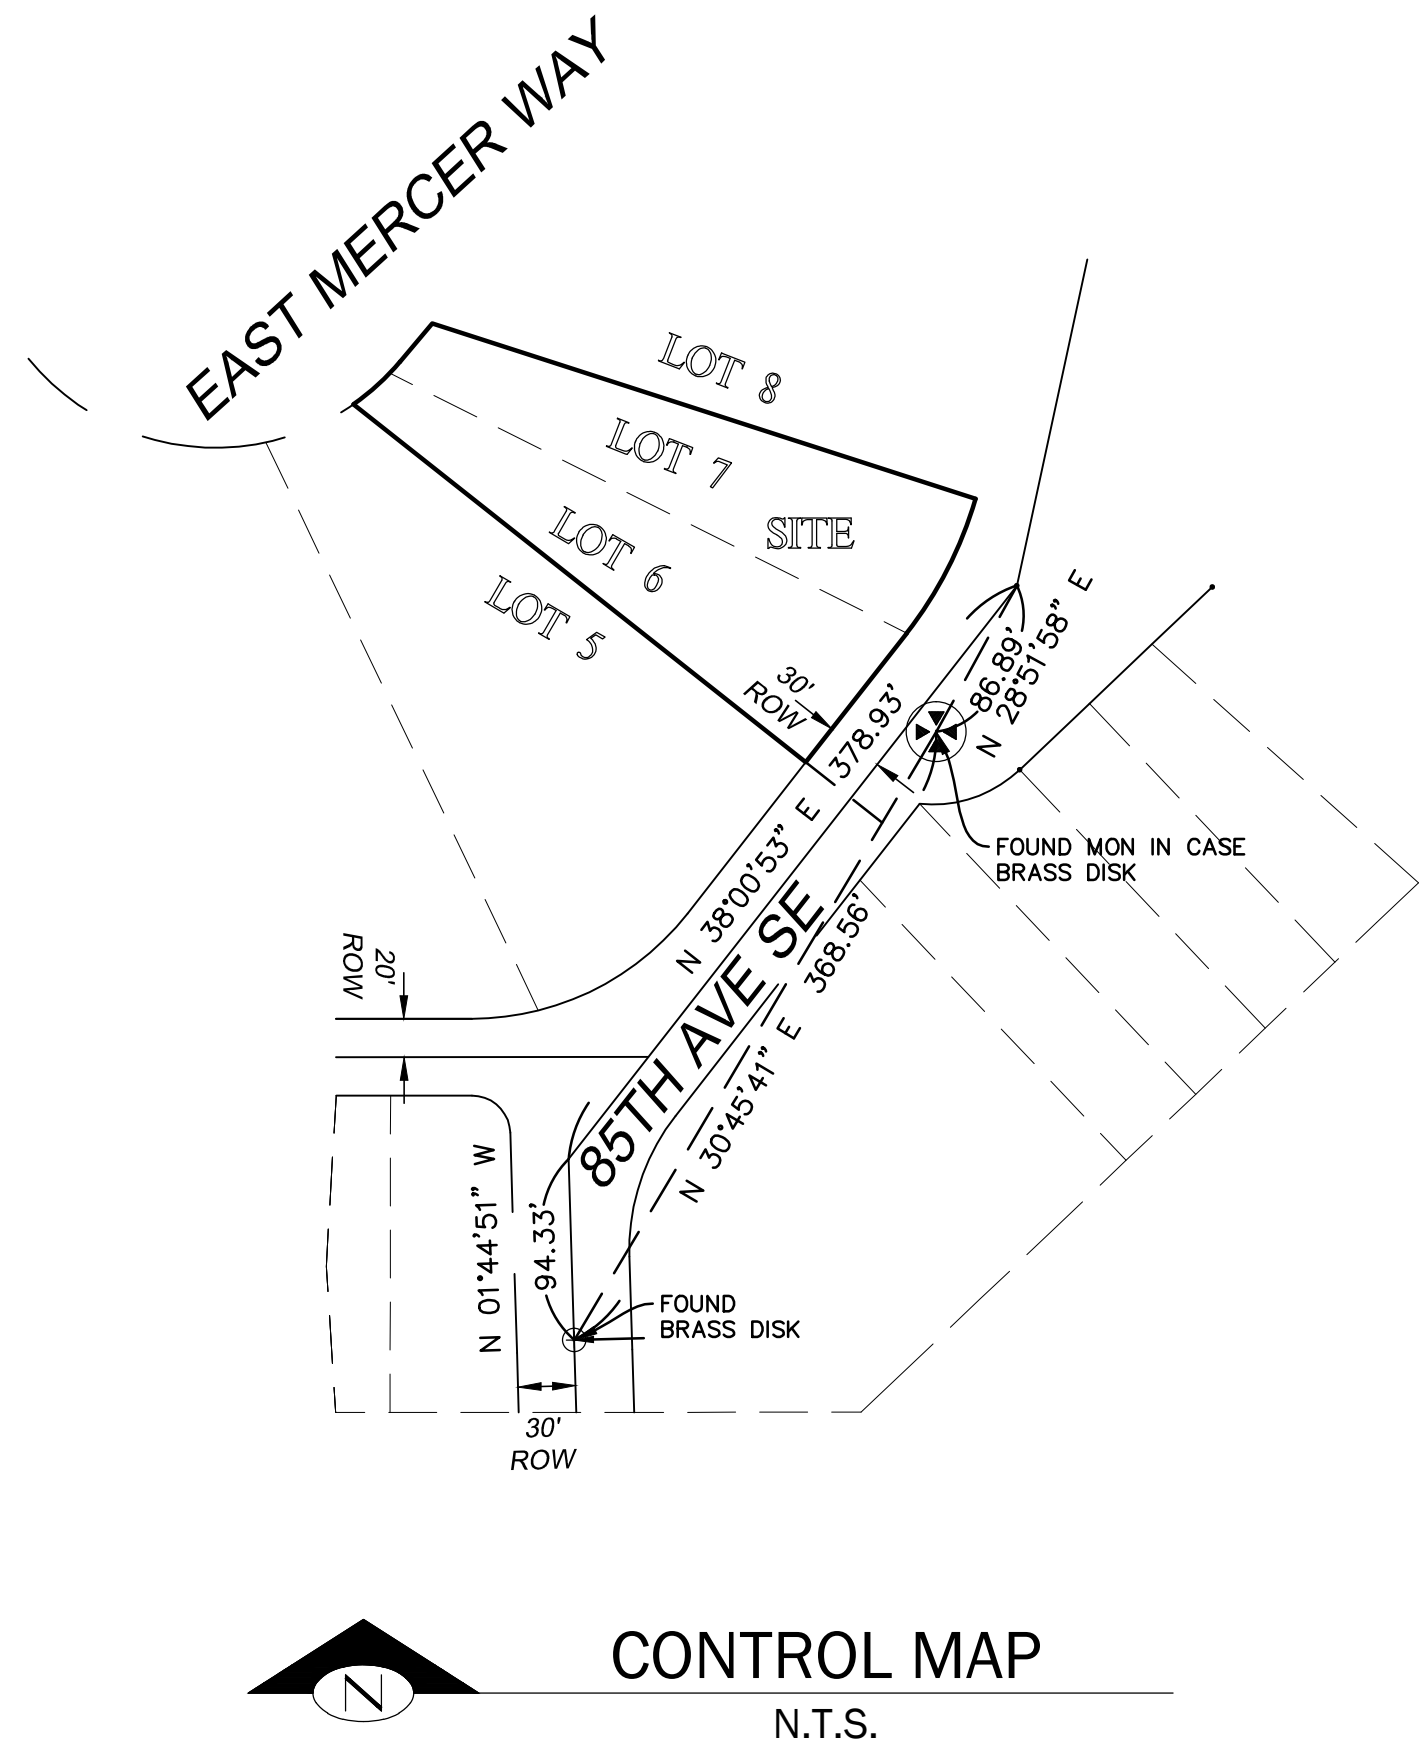 EAST MERCER WAY
LOT 8
LOT 7
SITE
LOT 6
LOT 5
30'
ROW
86.89'
N 28°51'58" E
N 38°00'53" E 378.93'
FOUND MON IN CASE
BRASS DISK
85TH AVE SE
N 30°45'41" E 368.56'
20'
ROW
N 01°44'51" W
94.33'
FOUND
BRASS DISK
30'
ROW
N
CONTROL MAP
N.T.S.